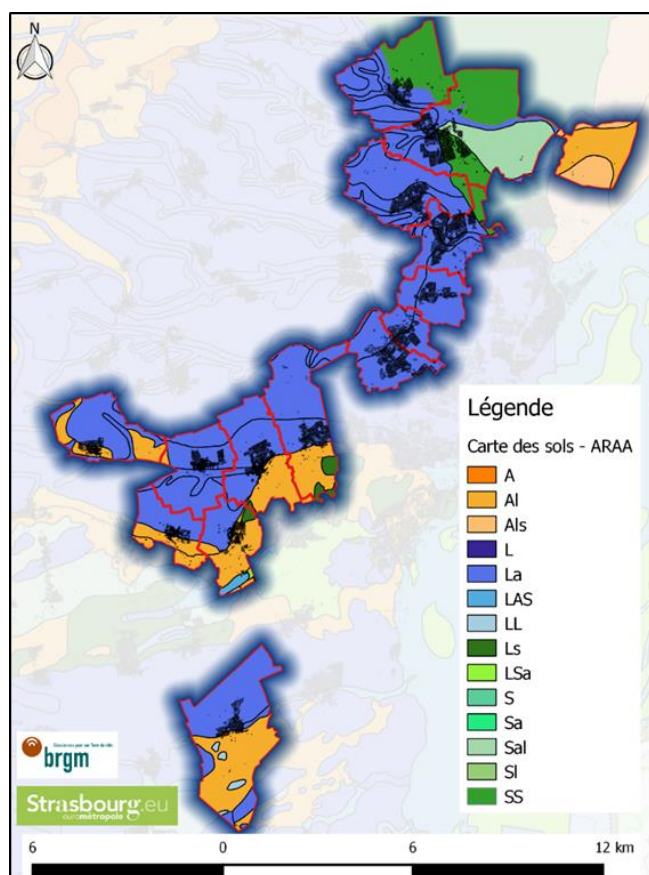 N
Légende
Carte des sols - ARAA
A
Al
Als
L
La
LAS
LL
Ls
LSa
S
Sa
Sal
Sl
SS
brgm
Strasbourg.eu
eurométropole
6 0 6 12 km